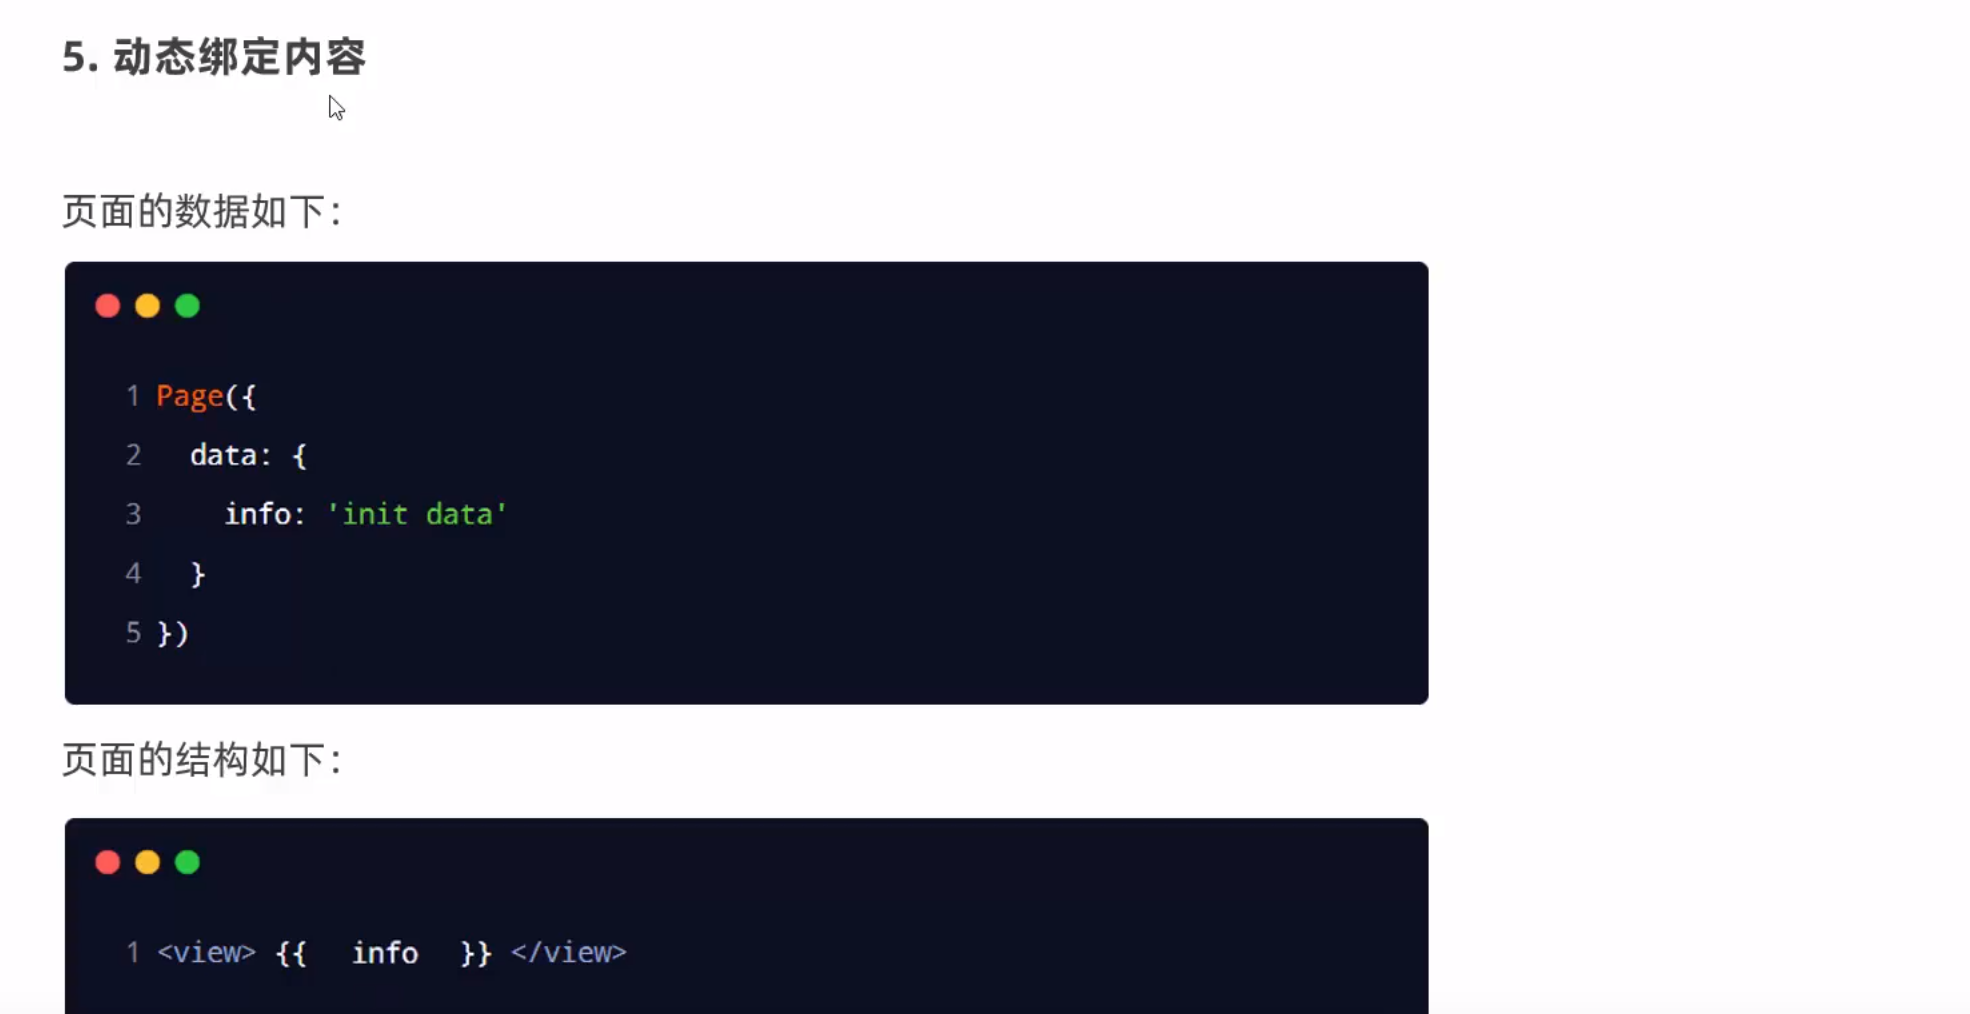 5. 动态绑定内容
页面的数据如下：
1 Page({
2   data: {
3     info: 'init data'
4   }
5 })
页面的结构如下：
1 <view> {{  info  }} </view>